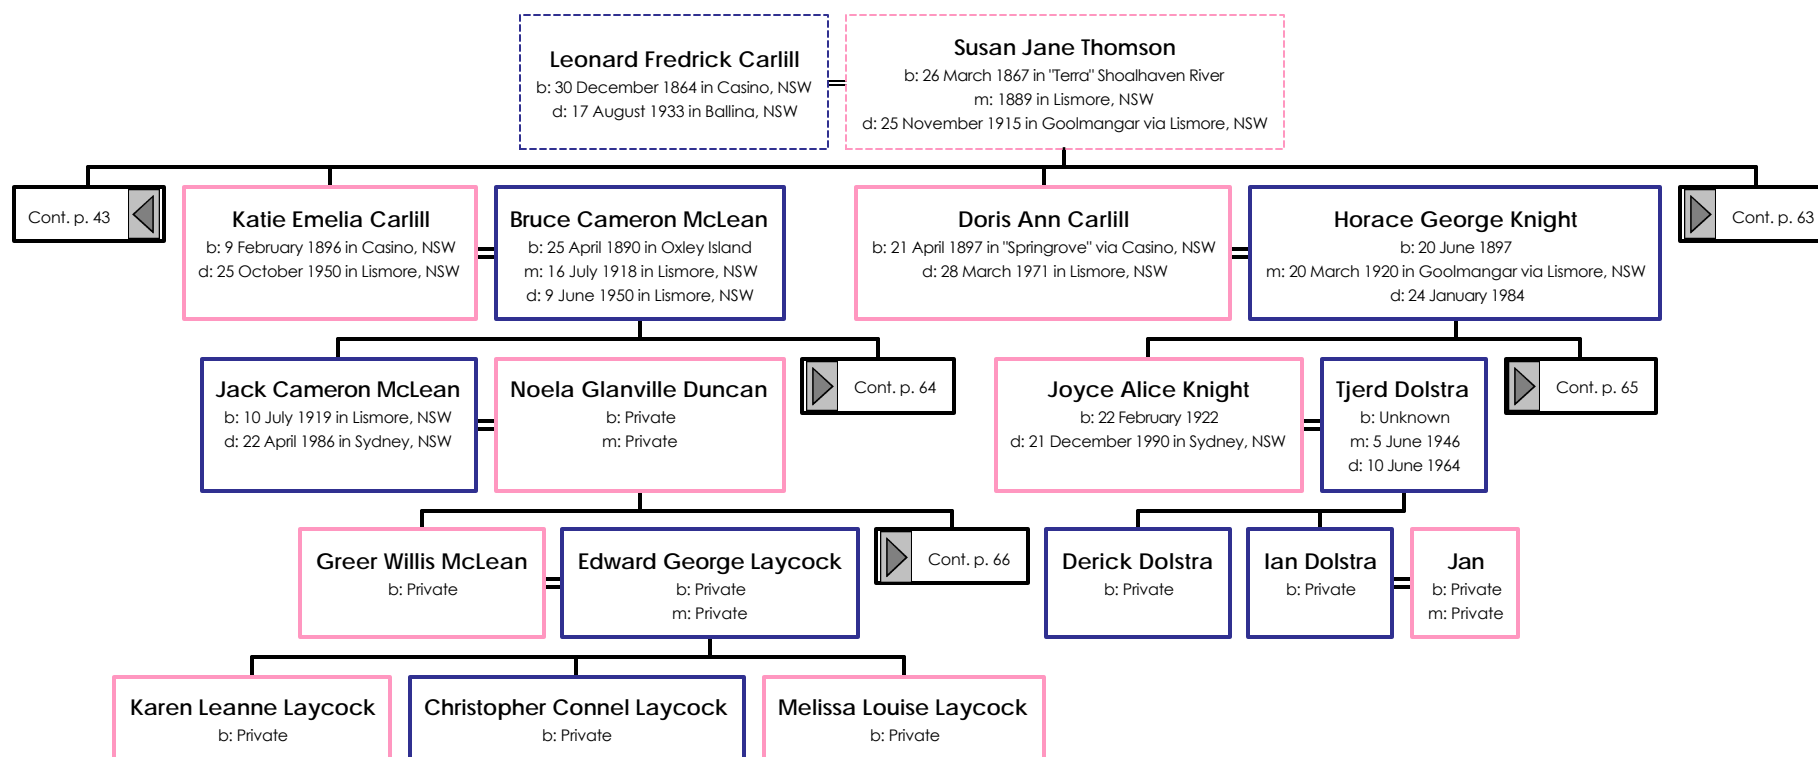 Leonard Fredrick Carlill
b: 30 December 1864 in Casino, NSW
d: 17 August 1933 in Ballina, NSW
Susan Jane Thomson
b: 26 March 1867 in "Terra" Shoalhaven River
m: 1889 in Lismore, NSW
d: 25 November 1915 in Goolmangar via Lismore, NSW
Cont. p. 43
Katie Emelia Carlill
b: 9 February 1896 in Casino, NSW
d: 25 October 1950 in Lismore, NSW
Bruce Cameron McLean
b: 25 April 1890 in Oxley Island
m: 16 July 1918 in Lismore, NSW
d: 9 June 1950 in Lismore, NSW
Doris Ann Carlill
b: 21 April 1897 in "Springrove" via Casino, NSW
d: 28 March 1971 in Lismore, NSW
Horace George Knight
b: 20 June 1897
m: 20 March 1920 in Goolmangar via Lismore, NSW
d: 24 January 1984
Cont. p. 63
Jack Cameron McLean
b: 10 July 1919 in Lismore, NSW
d: 22 April 1986 in Sydney, NSW
Noela Glanville Duncan
b: Private
m: Private
Cont. p. 64
Joyce Alice Knight
b: 22 February 1922
d: 21 December 1990 in Sydney, NSW
Tjerd Dolstra
b: Unknown
m: 5 June 1946
d: 10 June 1964
Cont. p. 65
Greer Willis McLean
b: Private
Edward George Laycock
b: Private
m: Private
Cont. p. 66
Derick Dolstra
b: Private
Ian Dolstra
b: Private
Jan
b: Private
m: Private
Karen Leanne Laycock
b: Private
Christopher Connel Laycock
b: Private
Melissa Louise Laycock
b: Private